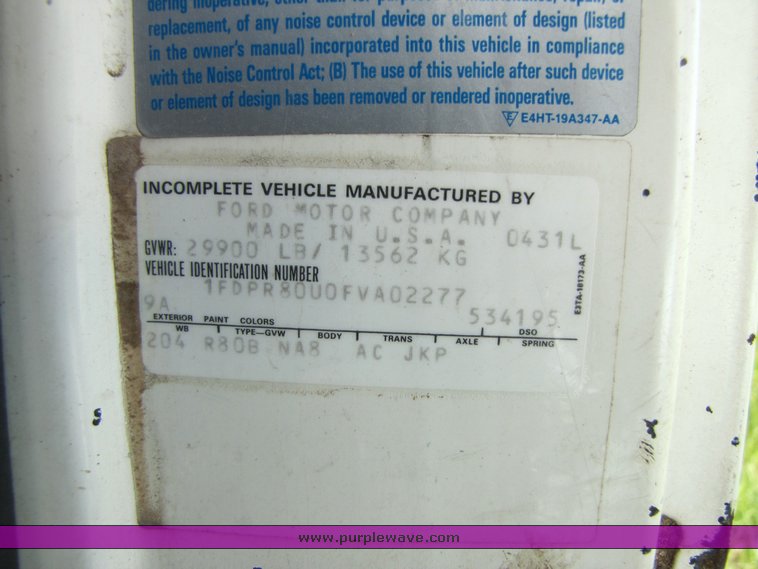 dering inoperative, other than for purposes of maintenance, repair, or
replacement, of any noise control device or element of design (listed
in the owner's manual) incorporated into this vehicle in compliance
with the Noise Control Act; (B) The use of this vehicle after such device
or element of design has been removed or rendered inoperative.
E E4HT-19A347-AA
INCOMPLETE VEHICLE MANUFACTURED BY
FORD MOTOR COMPANY
MADE IN U.S.A. 0431L
GVWR: 29900 LB/ 13562 KG
VEHICLE IDENTIFICATION NUMBER
1FDPR80U0FVA02277
9A 534195
EXTERIOR PAINT COLORS DSO
WB TYPE-GVW BODY TRANS AXLE SPRING
204 R80B NA8 AC JKP
E3TA-18173-AA
www.purplewave.com